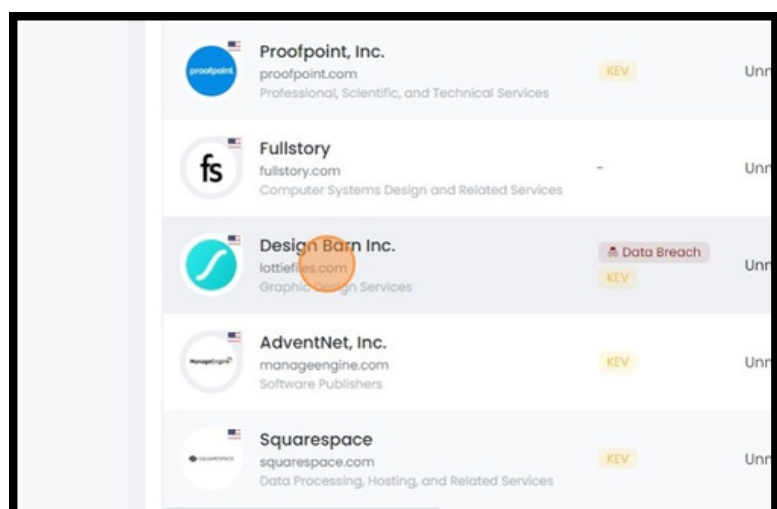 proofpoint.
Proofpoint, Inc.
proofpoint.com
Professional, Scientific, and Technical Services
KEV
Unr
fs
Fullstory
fullstory.com
Computer Systems Design and Related Services
-
Unr
Design Barn Inc.
lottiefiles.com
Graphic Design Services
Data Breach
KEV
Unr
ManageEngine
AdventNet, Inc.
manageengine.com
Software Publishers
KEV
Unr
SQUARESPACE
Squarespace
squarespace.com
Data Processing, Hosting, and Related Services
KEV
Unr